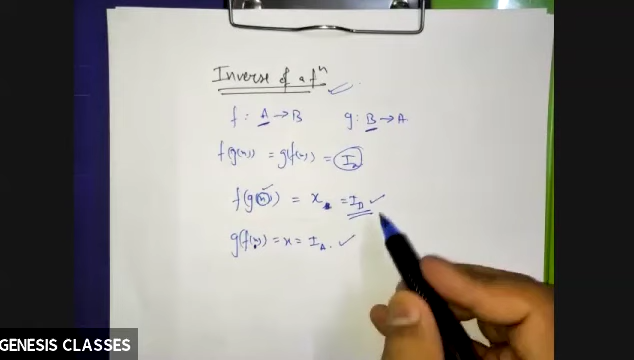 Inverse of a fⁿ
f : A → B g : B → A
f(g(x)) = g(f(x)) = I
f(g(x)) = x = I_B
g(f(x)) = x = I_A.
GENESIS CLASSES